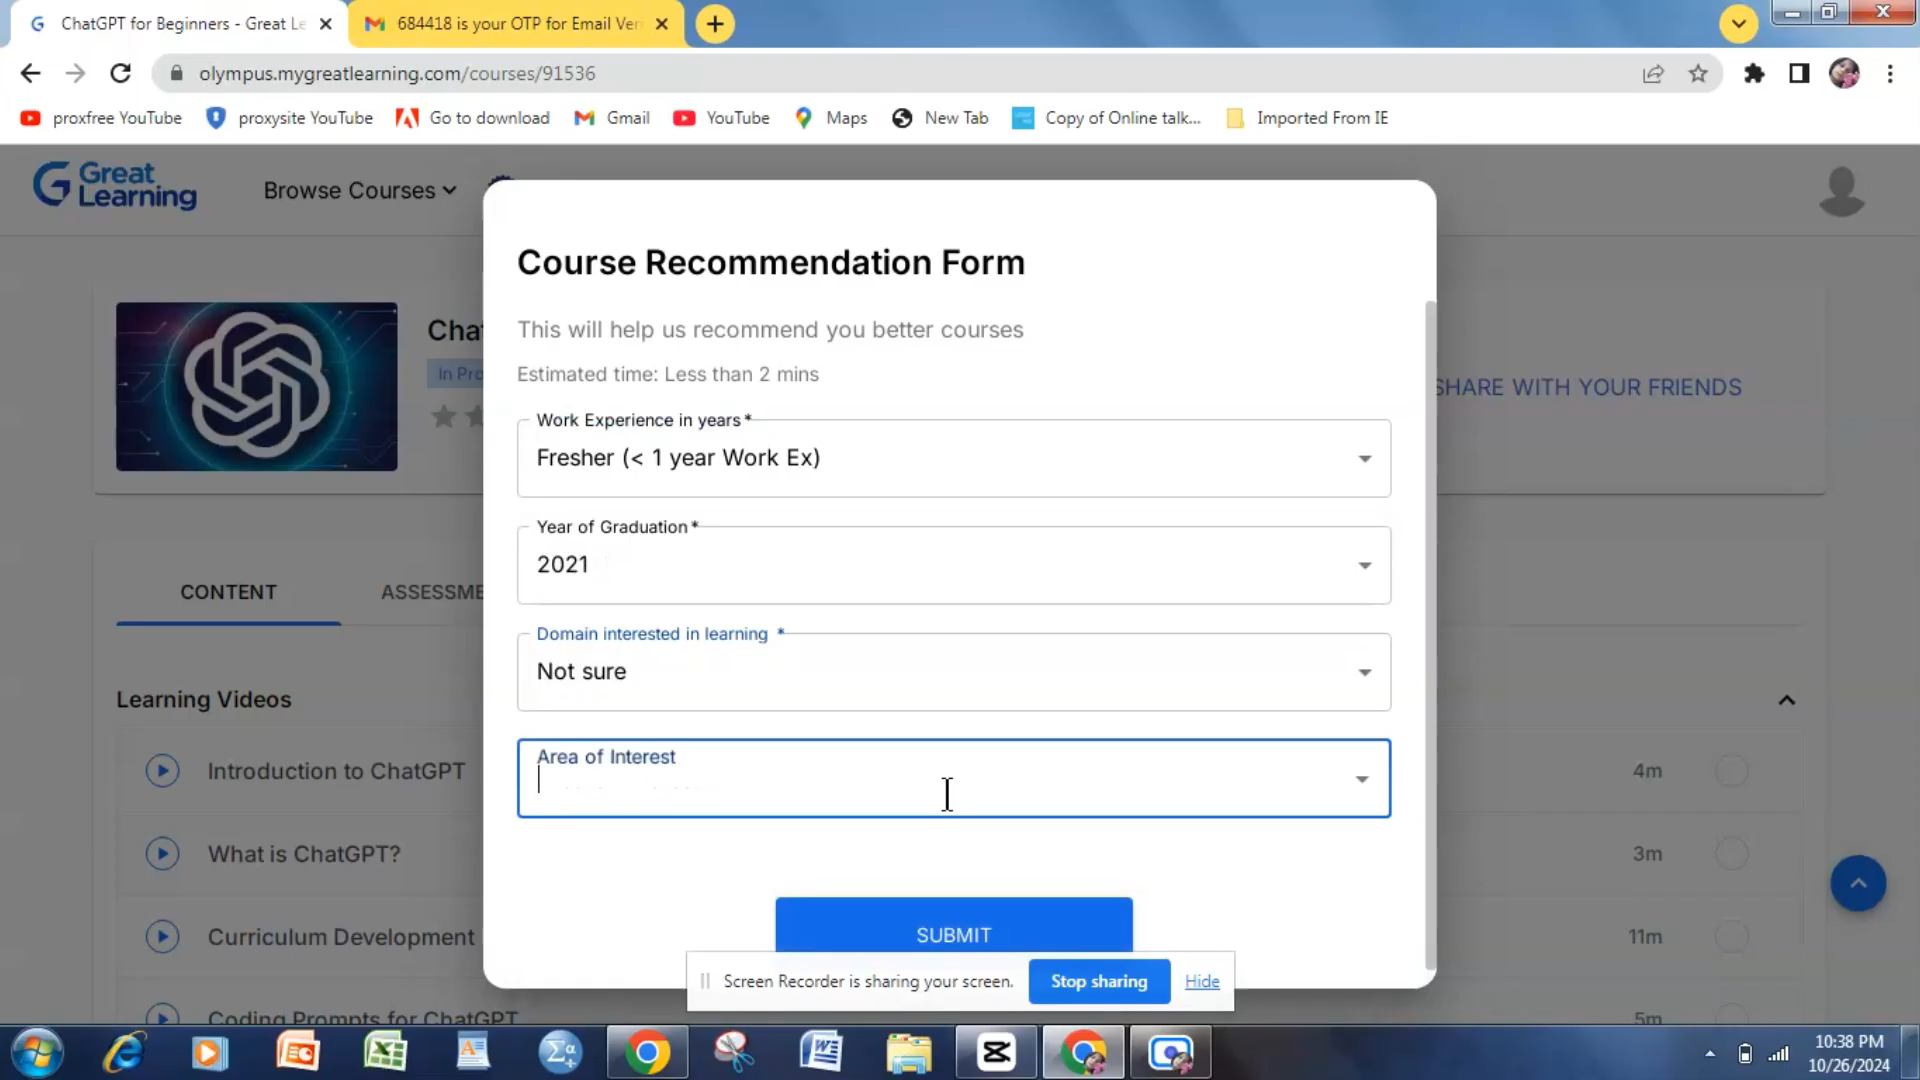 ChatGPT for Beginners - Great Le
684418 is your OTP for Email Ver
olympus.mygreatlearning.com/courses/91536
proxfree YouTube
proxysite YouTube
Go to download
Gmail
YouTube
Maps
New Tab
Copy of Online talk...
Imported From IE
Great Learning
Browse Courses
Course Recommendation Form
This will help us recommend you better courses
Estimated time: Less than 2 mins
Cha
In Pro
SHARE WITH YOUR FRIENDS
Work Experience in years *
Fresher (< 1 year Work Ex)
Year of Graduation *
2021
CONTENT
ASSESSME
Domain interested in learning *
Not sure
Learning Videos
Area of Interest
Introduction to ChatGPT
4m
What is ChatGPT?
3m
Curriculum Development
11m
SUBMIT
Screen Recorder is sharing your screen.
Stop sharing
Hide
Coding Prompts for ChatGPT
5m
10:38 PM
10/26/2024